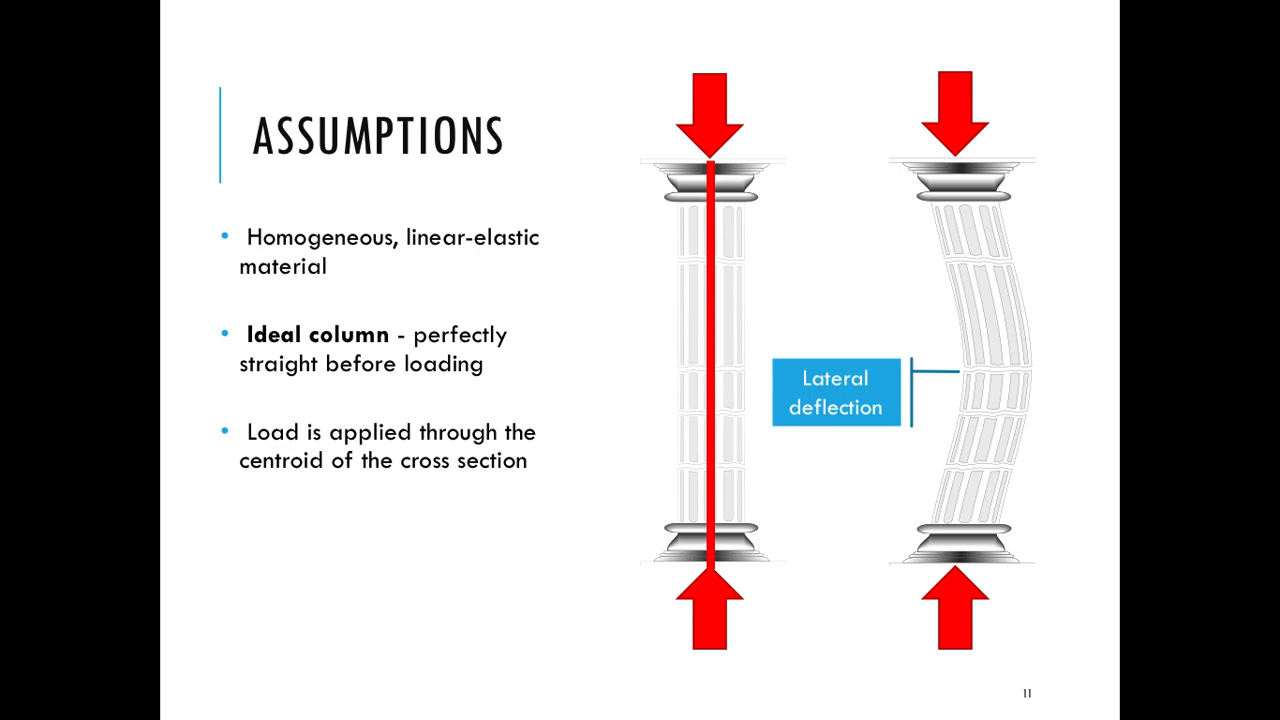 ASSUMPTIONS
• Homogeneous, linear-elastic
material
• Ideal column - perfectly
straight before loading
• Load is applied through the
centroid of the cross section
Lateral
deflection
11